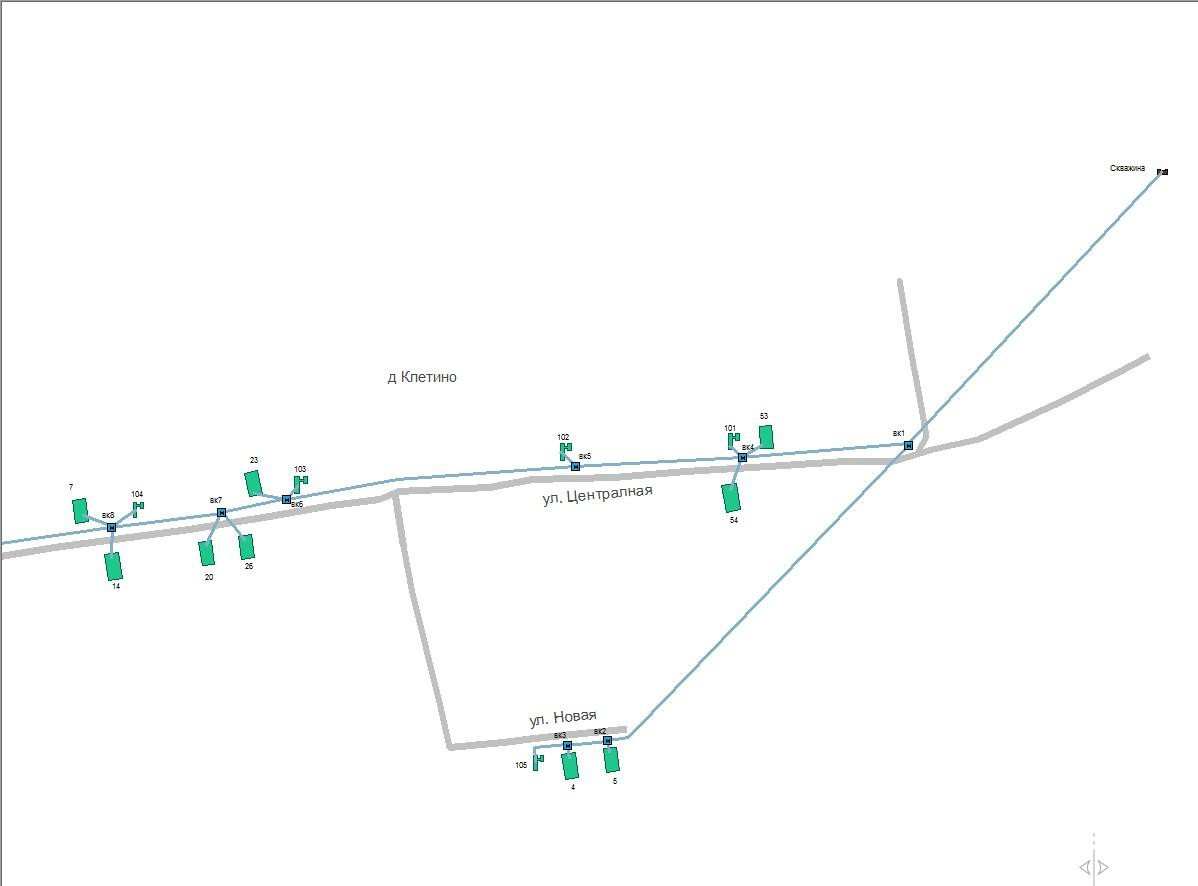 Скважина
д Клетино
53
101
вк1
102
вк4
вк5
23
103
7
104
вк7
вк6
вк8
ул. Централная
54
20
26
14
ул. Новая
вк2
вк3
105
4
5